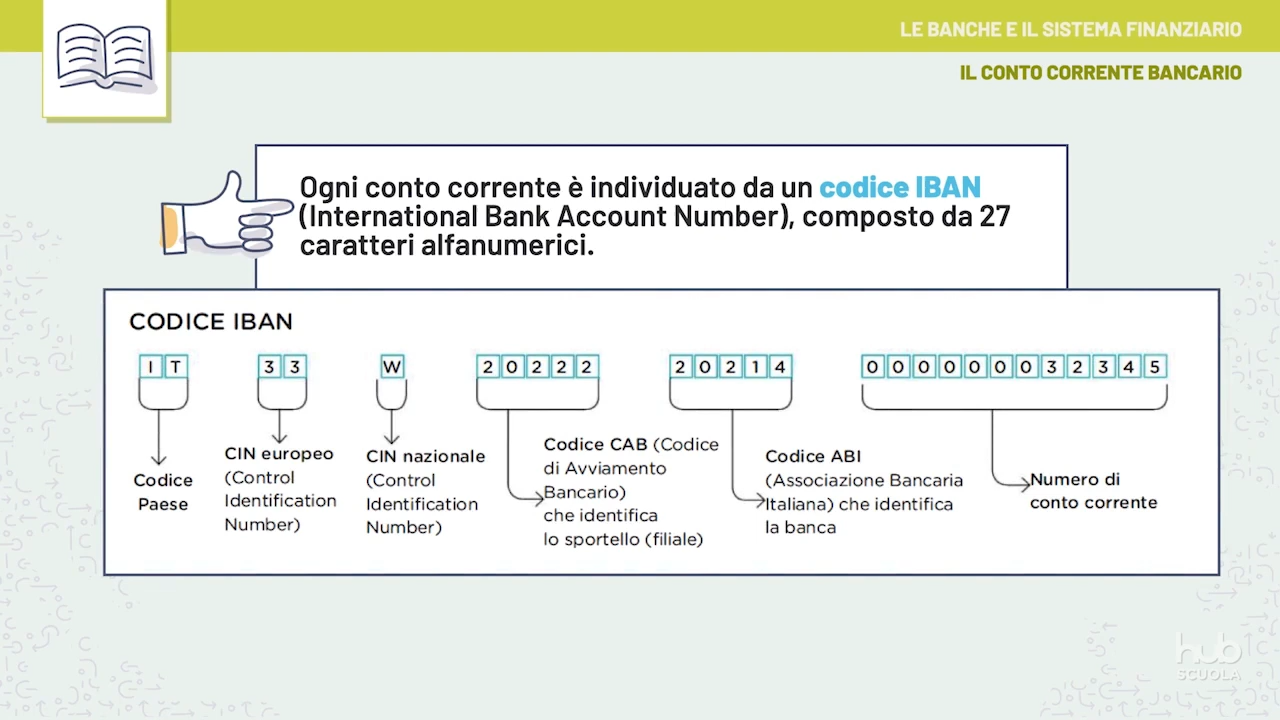 LE BANCHE E IL SISTEMA FINANZIARIO
IL CONTO CORRENTE BANCARIO
Ogni conto corrente è individuato da un codice IBAN
(International Bank Account Number), composto da 27
caratteri alfanumerici.
CODICE IBAN
I T 3 3 W 2 0 2 2 2 2 0 2 1 4 0 0 0 0 0 0 0 3 2 3 4 5
Codice
Paese
CIN europeo
(Control
Identification
Number)
CIN nazionale
(Control
Identification
Number)
Codice CAB (Codice
di Avviamento
Bancario)
che identifica
lo sportello (filiale)
Codice ABI
(Associazione Bancaria
Italiana) che identifica
la banca
Numero di
conto corrente
hub
SCUOLA